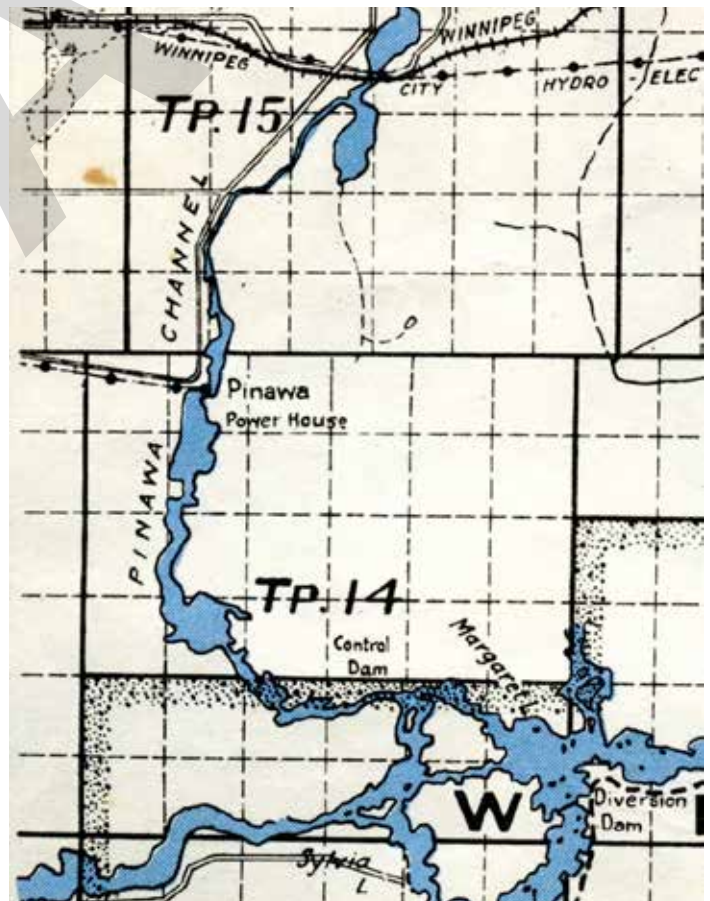 WINNIPEG
WINNIPEG
CITY HYDRO - ELEC
TP. 15
CHANNEL
Pinawa
Power House
PINAWA
TP. 14
Control
Dam
Margaret L.
W
Diversion
Dam
Sylvia
L.